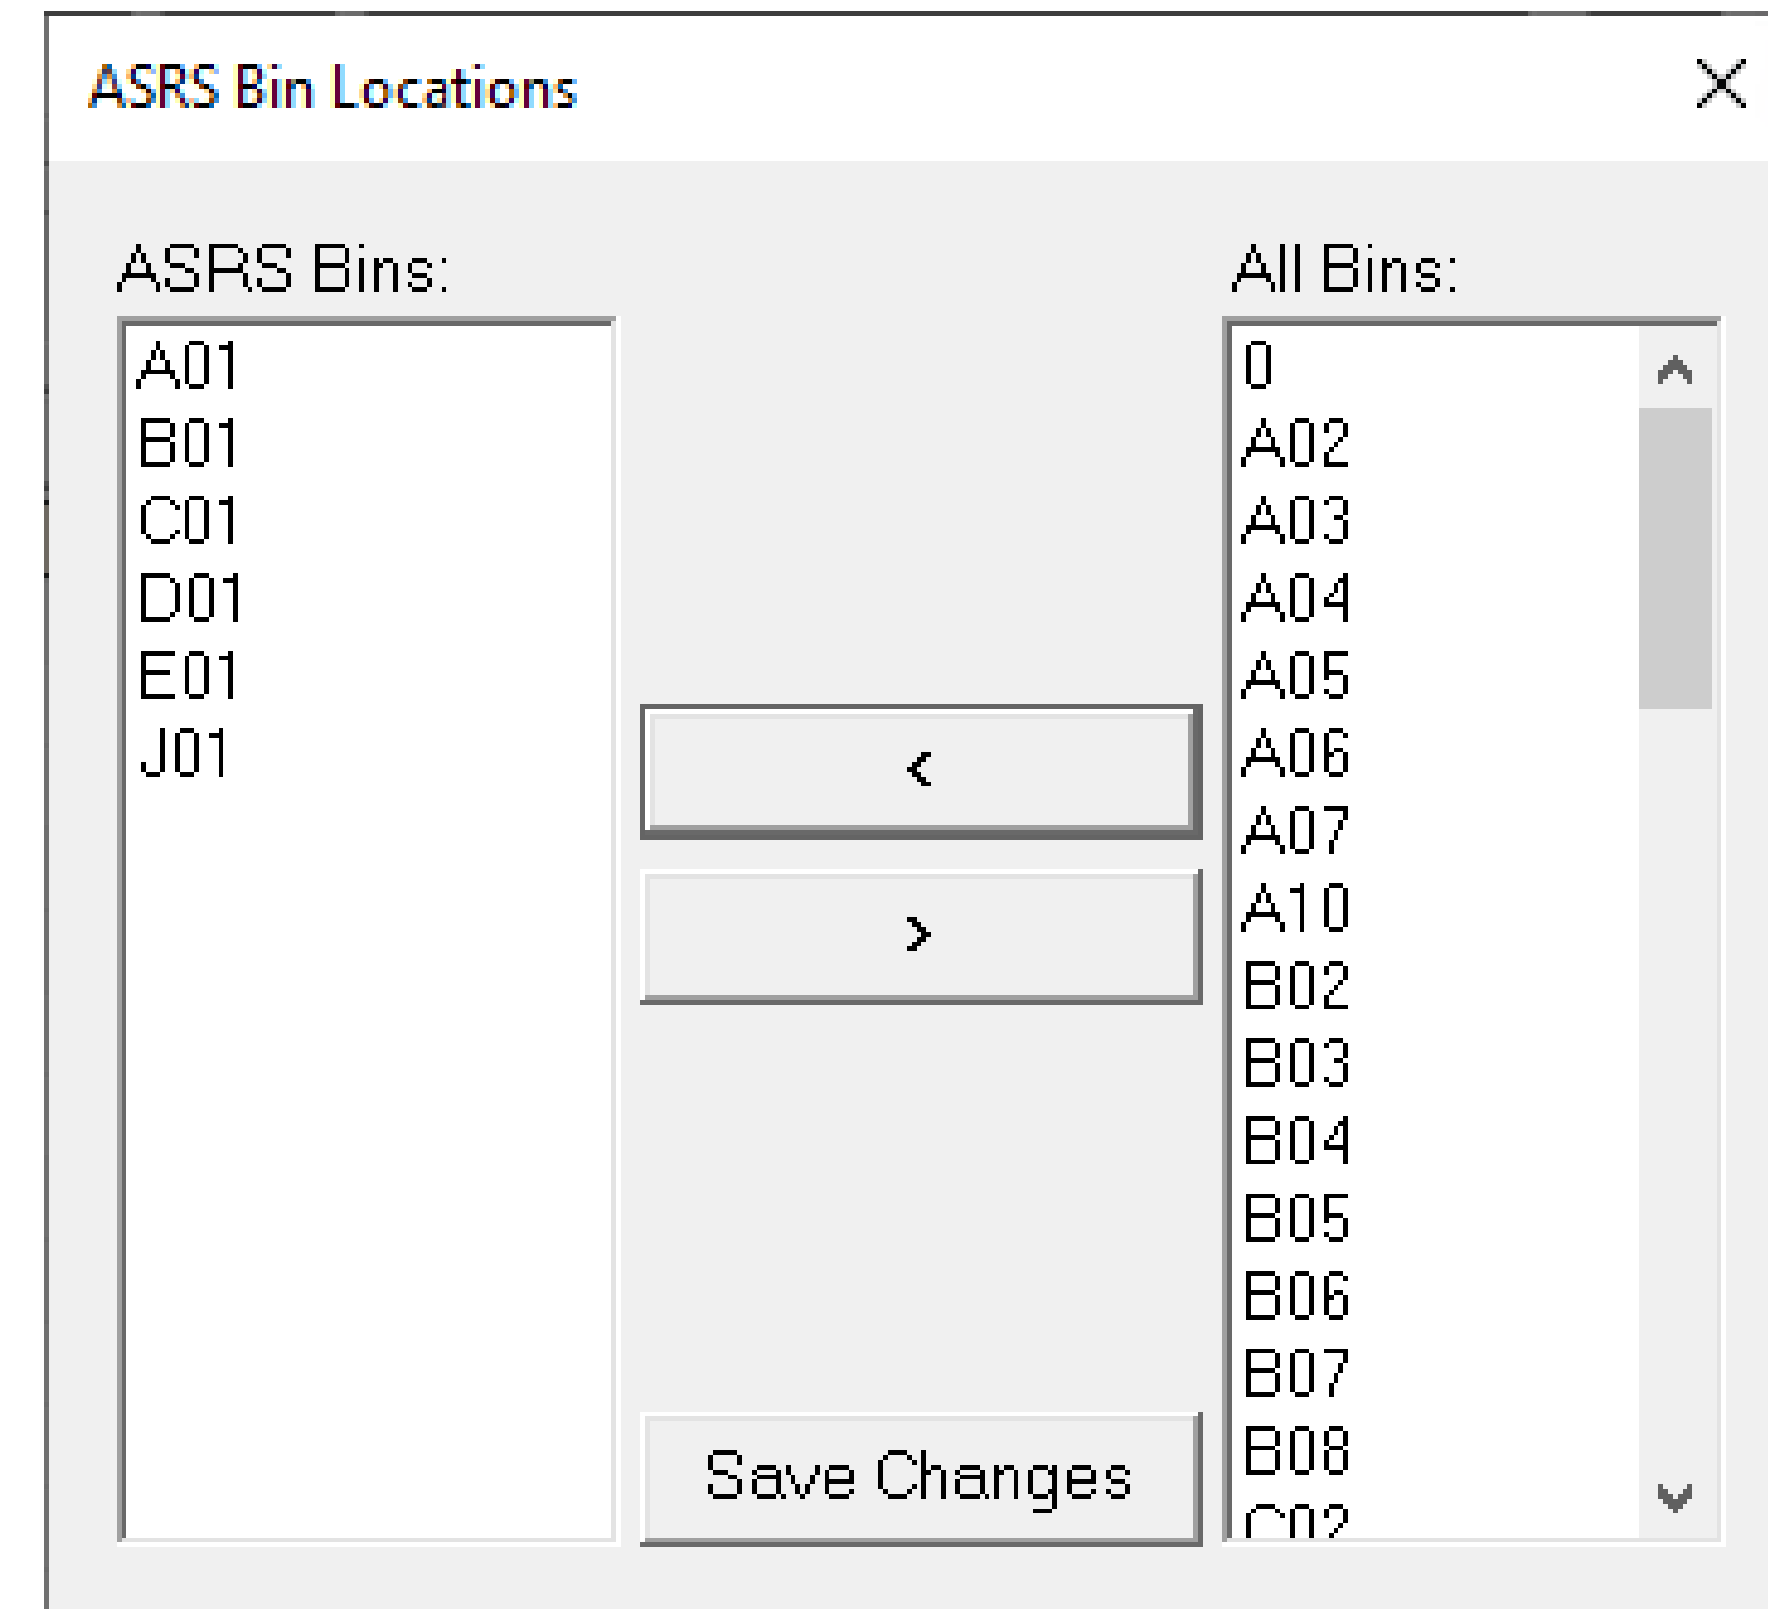 ASRS Bin Locations
ASRS Bins:
A01
B01
C01
D01
E01
J01
<
>
Save Changes
All Bins:
0
A02
A03
A04
A05
A06
A07
A10
B02
B03
B04
B05
B06
B07
B08
C02